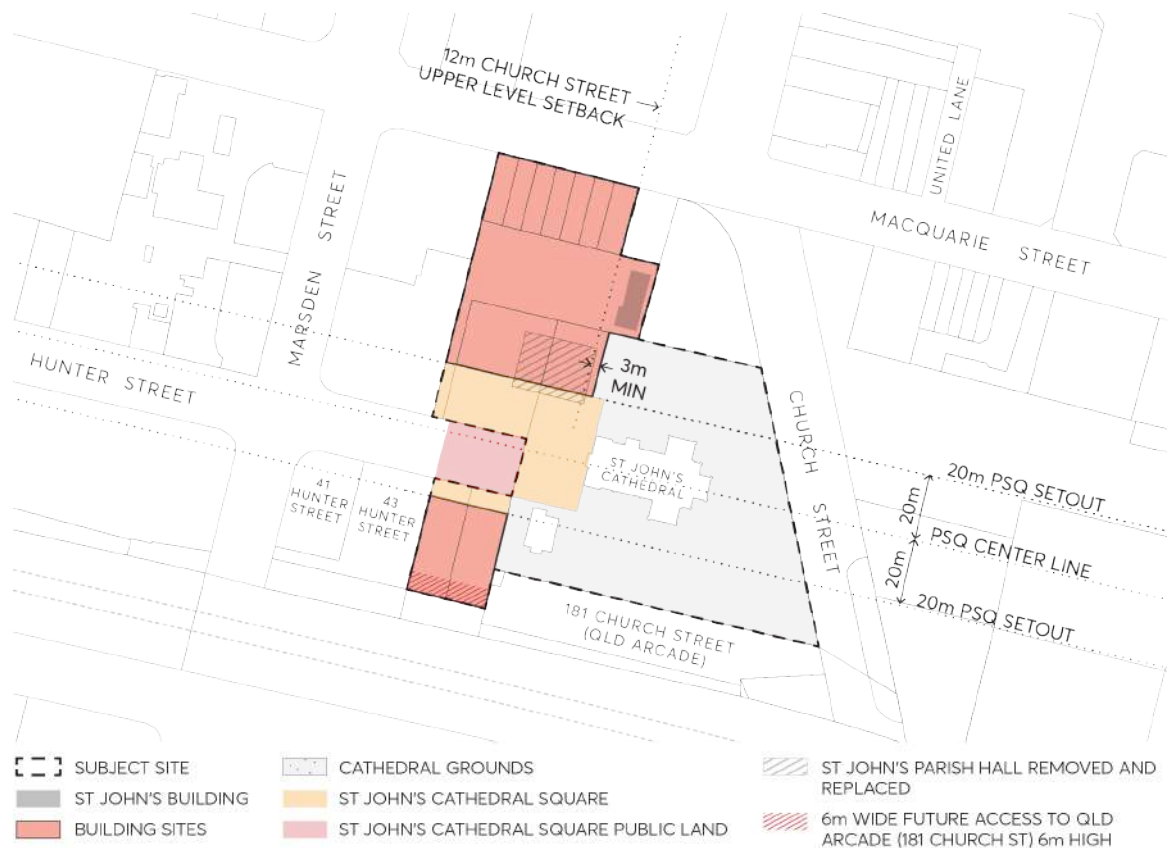 12m CHURCH STREET
UPPER LEVEL SETBACK
UNITED LANE
MACQUARIE STREET
MARSDEN STREET
HUNTER STREET
3m
MIN
CHURCH STREET
ST JOHN'S
CATHEDRAL
41
HUNTER
STREET
43
HUNTER
STREET
20m PSQ SETOUT
20m
PSQ CENTER LINE
20m
20m PSQ SETOUT
181 CHURCH STREET
(QLD ARCADE)
SUBJECT SITE
ST JOHN'S BUILDING
BUILDING SITES
CATHEDRAL GROUNDS
ST JOHN'S CATHEDRAL SQUARE
ST JOHN'S CATHEDRAL SQUARE PUBLIC LAND
ST JOHN'S PARISH HALL REMOVED AND
REPLACED
6m WIDE FUTURE ACCESS TO QLD
ARCADE (181 CHURCH ST) 6m HIGH